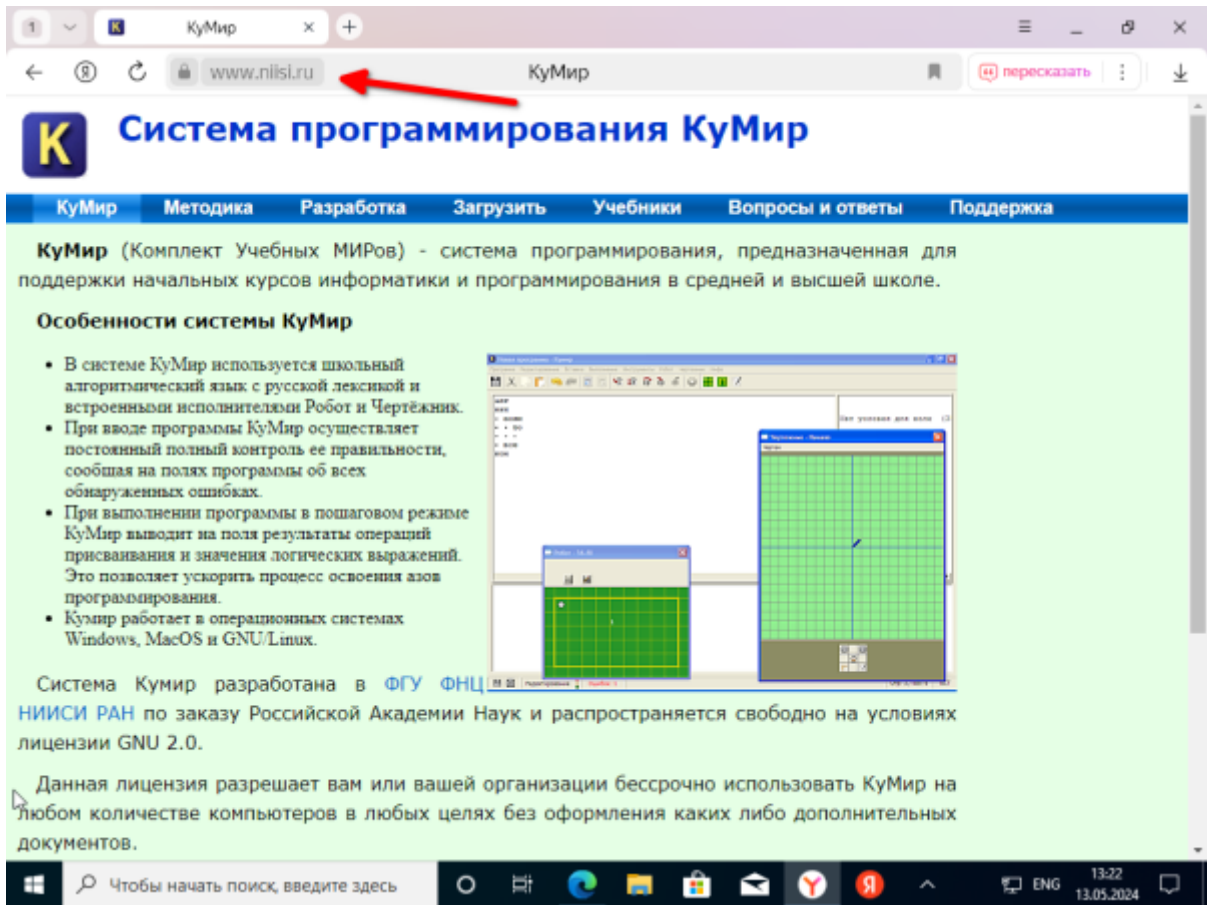 1
КуМир
www.niisi.ru
КуМир
пересказать
K
Система программирования КуМир
КуМир Методика Разработка Загрузить Учебники Вопросы и ответы Поддержка
КуМир (Комплект Учебных МИРов) - система программирования, предназначенная для
поддержки начальных курсов информатики и программирования в средней и высшей школе.
Особенности системы КуМир
• В системе КуМир используется школьный
алгоритмический язык с русской лексикой и
встроенными исполнителями Робот и Чертёжник.
• При вводе программы КуМир осуществляет
постоянный полный контроль ее правильности,
сообщая на полях программы об всех
обнаруженных ошибках.
• При выполнении программы в пошаговом режиме
КуМир выводит на поля результаты операций
присваивания и значения логических выражений.
Это позволяет ускорить процесс освоения азов
программирования.
• Кумир работает в операционных системах
Windows, MacOS и GNU/Linux.
Система Кумир разработана в ФГУ ФНЦ
НИИСИ РАН по заказу Российской Академии Наук и распространяется свободно на условиях
лицензии GNU 2.0.
Данная лицензия разрешает вам или вашей организации бессрочно использовать КуМир на
любом количестве компьютеров в любых целях без оформления каких либо дополнительных
документов.
Чтобы начать поиск, введите здесь
ENG
13:22
13.05.2024